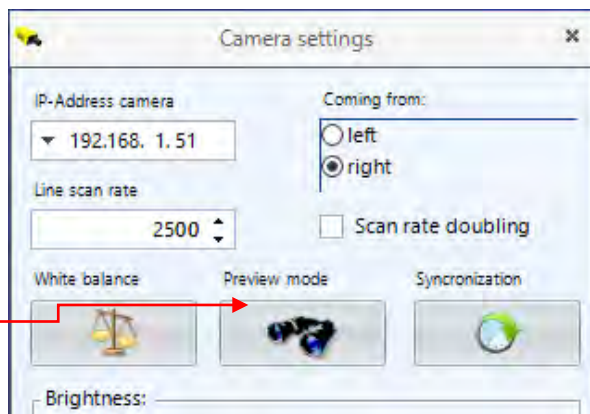 Camera settings
IP-Address camera
192.168. 1. 51
Coming from:
left
right
Line scan rate
2500
Scan rate doubling
White balance
Preview mode
Syncronization
Brightness: